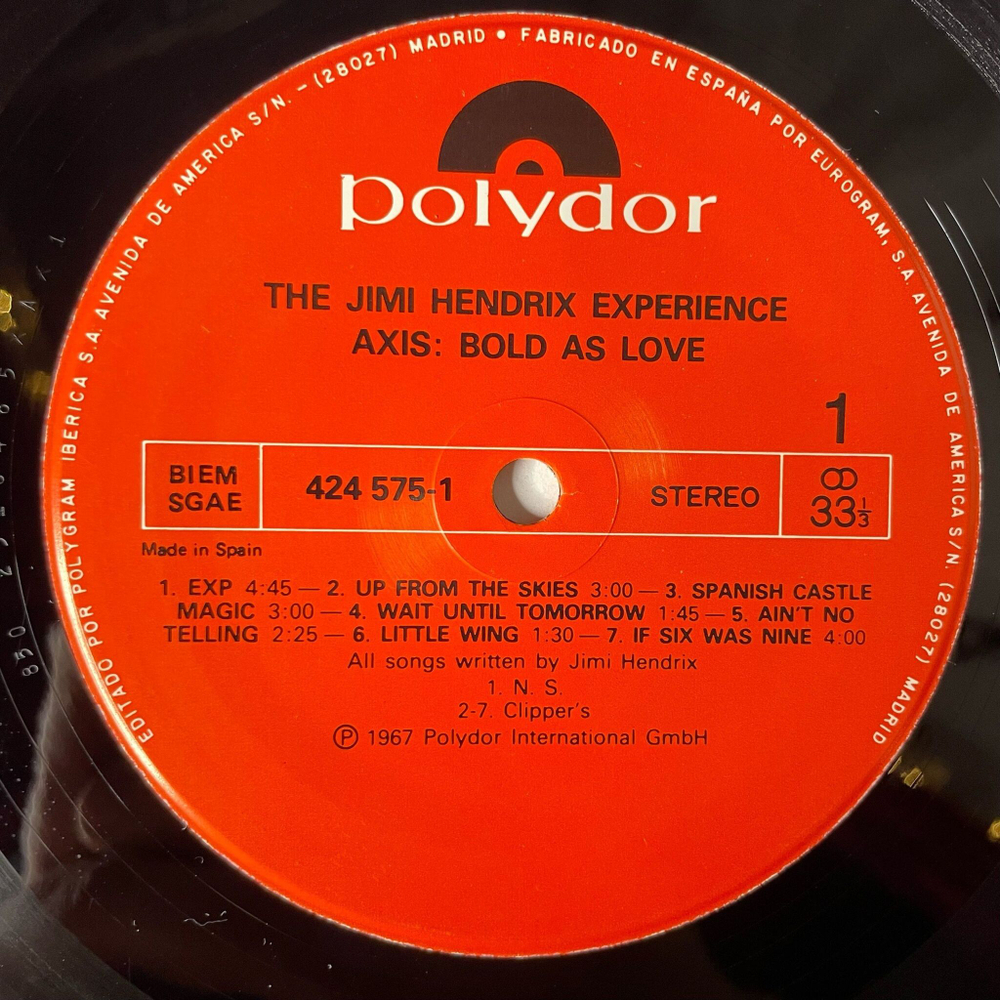 EDITADO POR POLYGRAM IBERICA S.A. AVENIDA DE AMERICA S/N. – (28027) MADRID • FABRICADO EN ESPAÑA POR EUROGRAM, S.A. AVENIDA DE AMERICA S/N. (28027) MADRID
polydor
THE JIMI HENDRIX EXPERIENCE
AXIS: BOLD AS LOVE
1
BIEM
SGAE
424 575-1
STEREO
33⅓
Made in Spain
1. EXP 4:45 — 2. UP FROM THE SKIES 3:00 — 3. SPANISH CASTLE
MAGIC 3:00 — 4. WAIT UNTIL TOMORROW 1:45 — 5. AIN'T NO
TELLING 2:25 — 6. LITTLE WING 1:30 — 7. IF SIX WAS NINE 4:00
All songs written by Jimi Hendrix
1. N. S.
2-7. Clipper's
℗ 1967 Polydor International GmbH